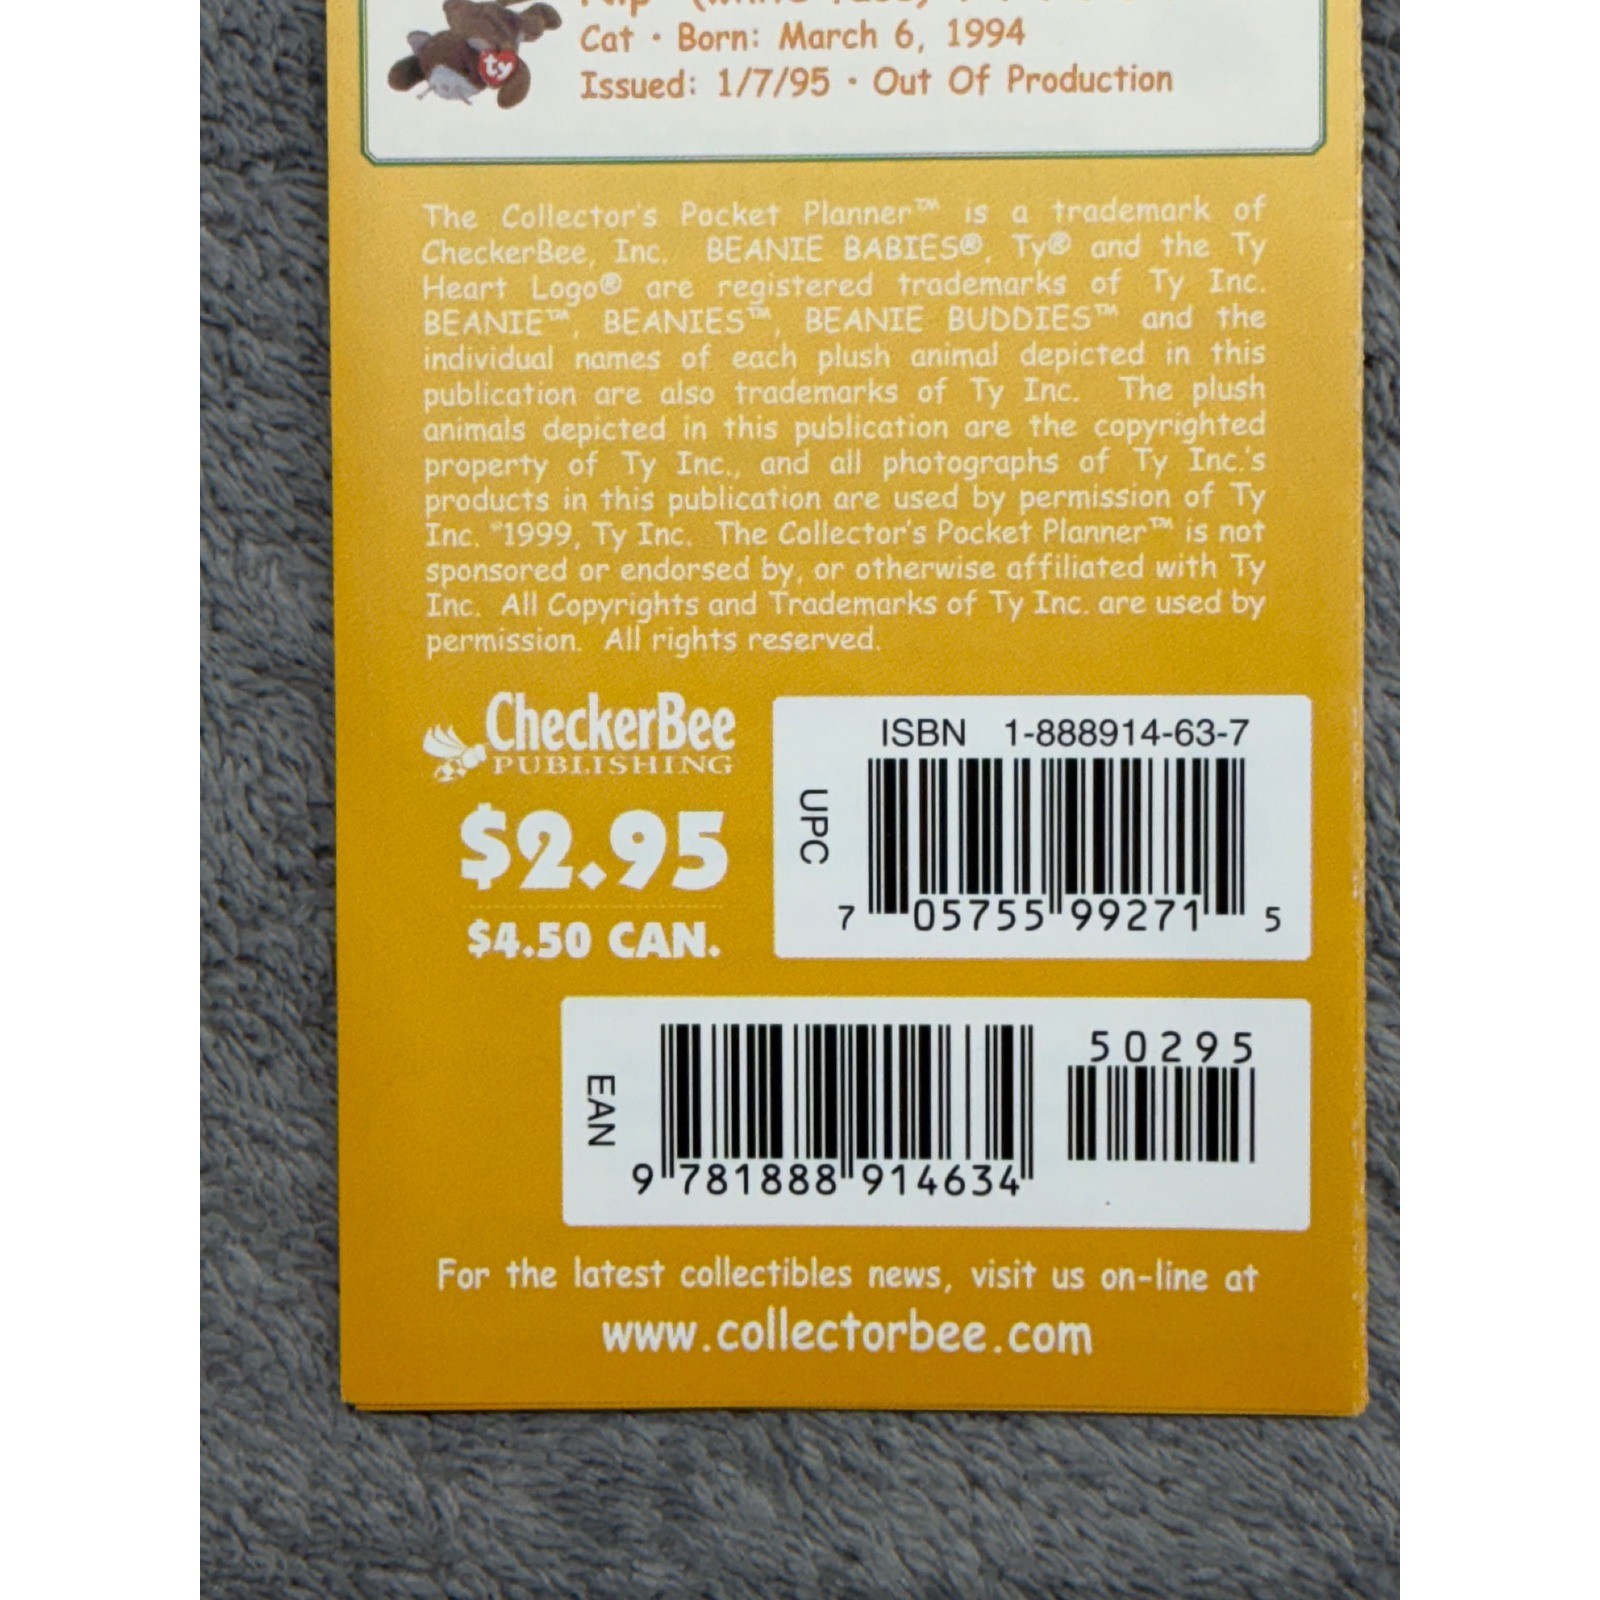 ty
Cat • Born: March 6, 1994
Issued: 1/7/95 • Out Of Production
The Collector's Pocket Planner™ is a trademark of
CheckerBee, Inc. BEANIE BABIES®, Ty® and the Ty
Heart Logo® are registered trademarks of Ty Inc.
BEANIE™, BEANIES™, BEANIE BUDDIES™ and the
individual names of each plush animal depicted in this
publication are also trademarks of Ty Inc. The plush
animals depicted in this publication are the copyrighted
property of Ty Inc., and all photographs of Ty Inc.'s
products in this publication are used by permission of Ty
Inc. ©1999, Ty Inc. The Collector's Pocket Planner™ is not
sponsored or endorsed by, or otherwise affiliated with Ty
Inc. All Copyrights and Trademarks of Ty Inc. are used by
permission. All rights reserved.
CheckerBee
PUBLISHING
$2.95
$4.50 CAN.
ISBN 1-888914-63-7
UPC
7 05755 99271 5
EAN
9 781888 914634
50295
For the latest collectibles news, visit us on-line at
www.collectorbee.com